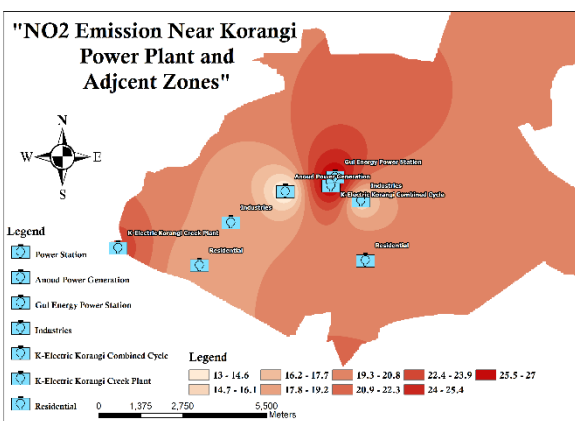 "NO2 Emission Near Korangi
Power Plant and
Adjcent Zones"
N
W E
S
Gul Energy Power Station
Anoud Power Generation
Industries
K-Electric Korangi Combined Cycle
Industries
K-Electric Korangi Creek Plant
Residential
Residential
Legend
Power Station
Anoud Power Generation
Gul Energy Power Station
Industries
K-Electric Korangi Combined Cycle
K-Electric Korangi Creek Plant
Residential
Legend
13 - 14.6 16.2 - 17.7 19.3 - 20.8 22.4 - 23.9 25.5 - 27
14.7 - 16.1 17.8 - 19.2 20.9 - 22.3 24 - 25.4
0 1,375 2,750 5,500
Meters